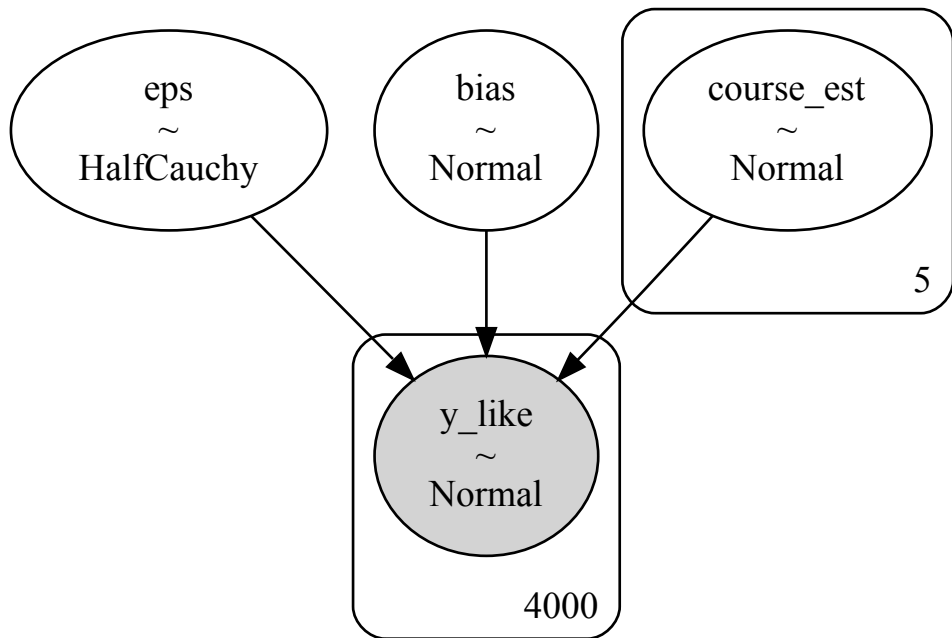 eps
~
HalfCauchy
bias
~
Normal
course_est
~
Normal
5
y_like
~
Normal
4000